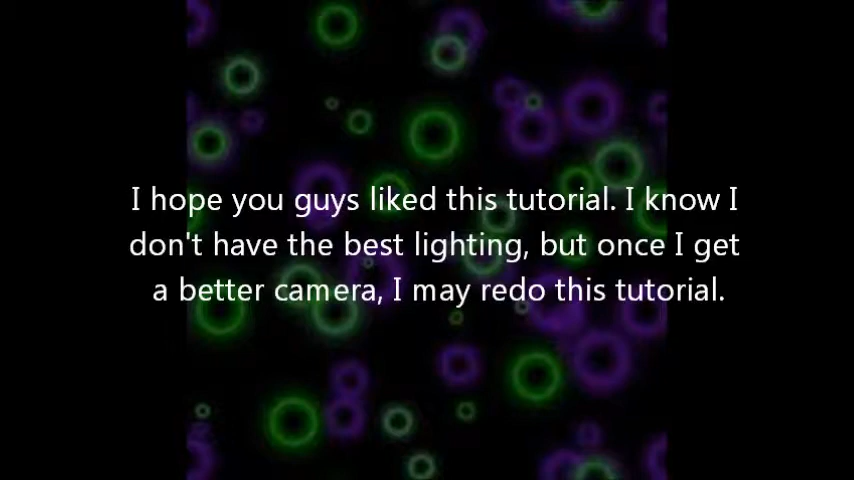 I hope you guys liked this tutorial. I know I
don't have the best lighting, but once I get
a better camera, I may redo this tutorial.